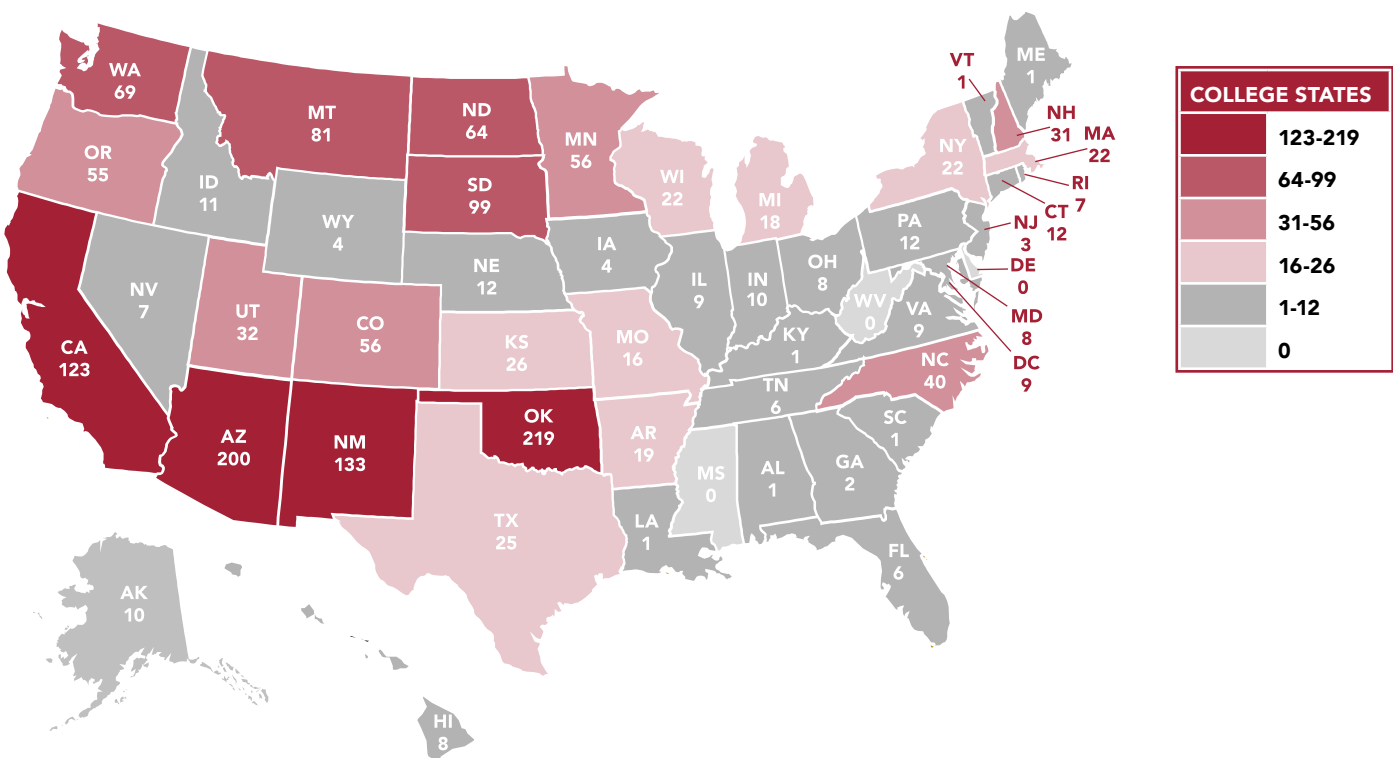 WA
69
OR
55
CA
123
ID
11
NV
7
MT
81
WY
4
UT
32
AZ
200
CO
56
NM
133
ND
64
SD
99
NE
12
KS
26
OK
219
TX
25
MN
56
IA
4
MO
16
AR
19
LA
1
WI
22
IL
9
MI
18
IN
10
OH
8
KY
1
TN
6
MS
0
AL
1
GA
2
FL
6
SC
1
NC
40
VA
9
WV
0
PA
12
NY
22
VT
1
ME
1
NH
31
MA
22
RI
7
CT
12
NJ
3
DE
0
MD
8
DC
9
AK
10
HI
8
COLLEGE STATES
123-219
64-99
31-56
16-26
1-12
0